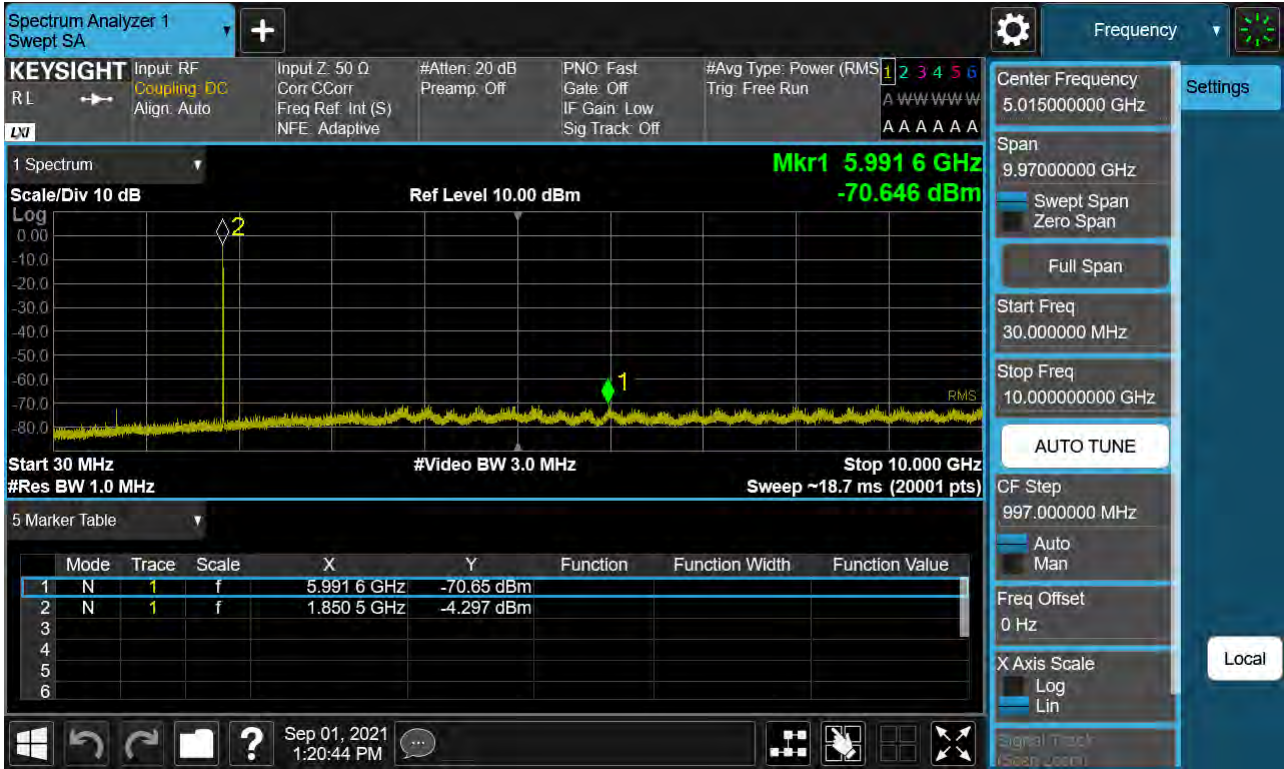 Spectrum Analyzer 1
Swept SA
Frequency
KEYSIGHT
RL
LXI
Input: RF
Coupling: DC
Align: Auto
Input Z: 50 Ω
Corr CCorr
Freq Ref: Int (S)
NFE: Adaptive
#Atten: 20 dB
Preamp: Off
PNO: Fast
Gate: Off
IF Gain: Low
Sig Track: Off
#Avg Type: Power (RMS
Trig: Free Run
1 2 3 4 5 6
A W W W W W
A A A A A A
1 Spectrum
Scale/Div 10 dB
Ref Level 10.00 dBm
Mkr1 5.991 6 GHz
-70.646 dBm
Log
0.00
-10.0
-20.0
-30.0
-40.0
-50.0
-60.0
-70.0
-80.0
2
1
RMS
Start 30 MHz
#Video BW 3.0 MHz
Stop 10.000 GHz
#Res BW 1.0 MHz
Sweep ~18.7 ms (20001 pts)
5 Marker Table
Mode Trace Scale X Y Function Function Width Function Value
1 N 1 f 5.991 6 GHz -70.65 dBm
2 N 1 f 1.850 5 GHz -4.297 dBm
3
4
5
6
Sep 01, 2021
1:20:44 PM
Center Frequency
5.015000000 GHz
Span
9.97000000 GHz
Swept Span
Zero Span
Full Span
Start Freq
30.000000 MHz
Stop Freq
10.000000000 GHz
AUTO TUNE
CF Step
997.000000 MHz
Auto
Man
Freq Offset
0 Hz
X Axis Scale
Log
Lin
Signal Track
(Span Zoom)
Settings
Local